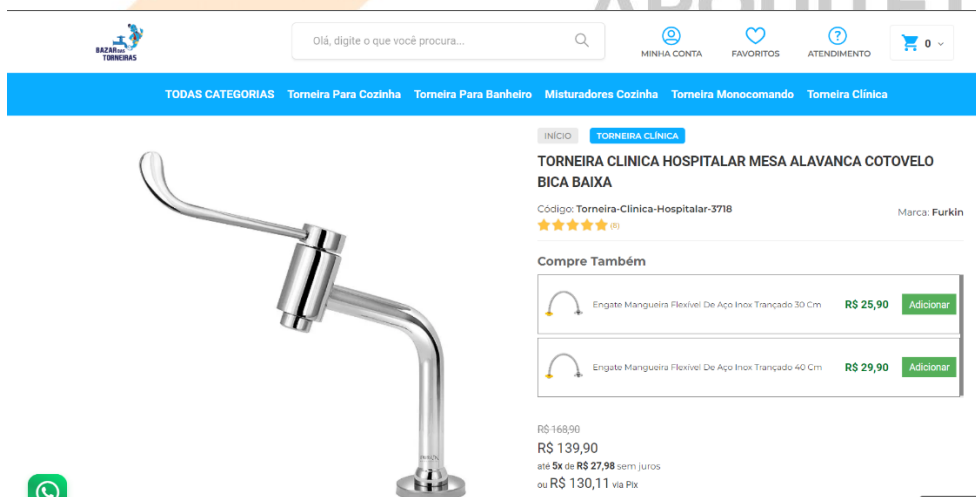 BAZAR DAS
TORNEIRAS
Olá, digite o que você procura...
MINHA CONTA
FAVORITOS
ATENDIMENTO
0
TODAS CATEGORIAS Torneira Para Cozinha Torneira Para Banheiro Misturadores Cozinha Torneira Monocomando Torneira Clínica
INÍCIO TORNEIRA CLÍNICA
TORNEIRA CLINICA HOSPITALAR MESA ALAVANCA COTOVELO
BICA BAIXA
Código: Torneira-Clinica-Hospitalar-3718
Marca: Furkin
(8)
Compre Também
Engate Mangueira Flexível De Aço Inox Trançado 30 Cm R$ 25,90 Adicionar
Engate Mangueira Flexível De Aço Inox Trançado 40 Cm R$ 29,90 Adicionar
R$ 168,90
R$ 139,90
até 5x de R$ 27,98 sem juros
ou R$ 130,11 via Pix